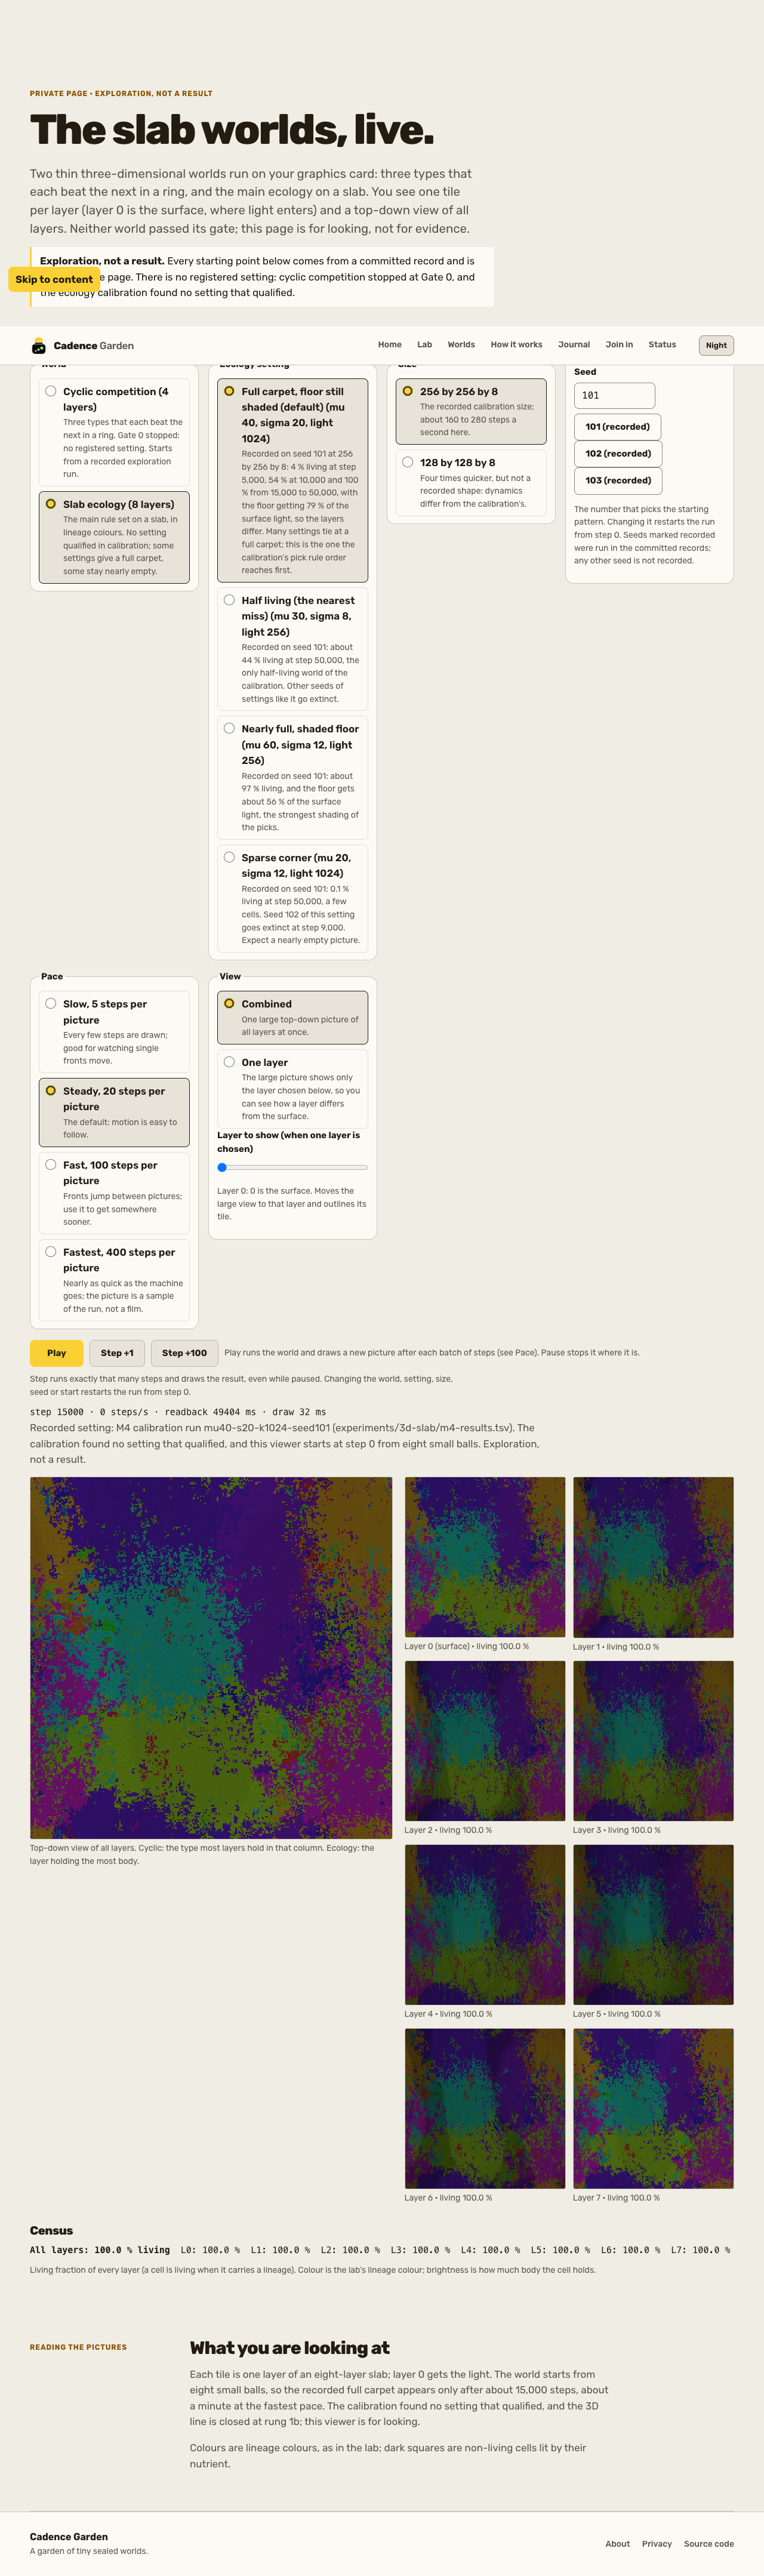 PRIVATE PAGE • EXPLORATION, NOT A RESULT
The slab worlds, live.
Two thin three-dimensional worlds run on your graphics card: three types that
each beat the next in a ring, and the main ecology on a slab. You see one tile
per layer (layer 0 is the surface, where light enters) and a top-down view of all
layers. Neither world passed its gate; this page is for looking, not for evidence.
Exploration, not a result. Every starting point below comes from a committed record and is
Skip to content
page. There is no registered setting: cyclic competition stopped at Gate 0, and
the ecology calibration found no setting that qualified.
Cadence Garden
Home
Lab
Worlds
How it works
Journal
Join in
Status
Night
Cyclic competition (4
layers)
Three types that each beat the
next in a ring. Gate 0 stopped:
no registered setting. Starts
from a recorded exploration
run.
Slab ecology (8 layers)
The main rule set on a slab, in
lineage colours. No setting
qualified in calibration; some
settings give a full carpet,
some stay nearly empty.
Ecology setting
Full carpet, floor still
shaded (default) (mu
40, sigma 20, light
1024)
Recorded on seed 101 at 256
by 256 by 8: 4 % living at step
5,000, 54 % at 10,000 and 100
% from 15,000 to 50,000, with
the floor getting 79 % of the
surface light, so the layers
differ. Many settings tie at a
full carpet; this is the one the
calibration's pick rule order
reaches first.
Half living (the nearest
miss) (mu 30, sigma 8,
light 256)
Recorded on seed 101: about
44 % living at step 50,000, the
only half-living world of the
calibration. Other seeds of
settings like it go extinct.
Nearly full, shaded floor
(mu 60, sigma 12, light
256)
Recorded on seed 101: about
97 % living, and the floor gets
about 56 % of the surface
light, the strongest shading of
the picks.
Sparse corner (mu 20,
sigma 12, light 1024)
Recorded on seed 101: 0.1 %
living at step 50,000, a few
cells. Seed 102 of this setting
goes extinct at step 9,000.
Expect a nearly empty picture.
256 by 256 by 8
The recorded calibration size;
about 160 to 280 steps a
second here.
128 by 128 by 8
Four times quicker, but not a
recorded shape: dynamics
differ from the calibration's.
Seed
101
101 (recorded)
102 (recorded)
103 (recorded)
The number that picks the starting
pattern. Changing it restarts the run
from step 0. Seeds marked recorded
were run in the committed records;
any other seed is not recorded.
Pace
Slow, 5 steps per
picture
Every few steps are drawn;
good for watching single
fronts move.
Steady, 20 steps per
picture
The default: motion is easy to
follow.
Fast, 100 steps per
picture
Fronts jump between pictures;
use it to get somewhere
sooner.
Fastest, 400 steps per
picture
Nearly as quick as the machine
goes; the picture is a sample
of the run, not a film.
View
Combined
One large top-down picture of
all layers at once.
One layer
The large picture shows only
the layer chosen below, so you
can see how a layer differs
from the surface.
Layer to show (when one layer is
chosen)
Layer 0: 0 is the surface. Moves the
large view to that layer and outlines its
tile.
Play
Step +1
Step +100
Play runs the world and draws a new picture after each batch of steps (see Pace). Pause stops it where it is.
Step runs exactly that many steps and draws the result, even while paused. Changing the world, setting, size,
seed or start restarts the run from step 0.
step 15000 · 0 steps/s · readback 49404 ms · draw 32 ms
Recorded setting: M4 calibration run mu40-s20-k1024-seed101 (experiments/3d-slab/m4-results.tsv). The
calibration found no setting that qualified, and this viewer starts at step 0 from eight small balls. Exploration,
not a result.
Top-down view of all layers. Cyclic: the type most layers hold in that column. Ecology: the
layer holding the most body.
Layer 0 (surface) • living 100.0 %
Layer 1 • living 100.0 %
Layer 2 • living 100.0 %
Layer 3 • living 100.0 %
Layer 4 • living 100.0 %
Layer 5 • living 100.0 %
Layer 6 • living 100.0 %
Layer 7 • living 100.0 %
Census
All layers: 100.0 % living L0: 100.0 % L1: 100.0 % L2: 100.0 % L3: 100.0 % L4: 100.0 % L5: 100.0 % L6: 100.0 % L7: 100.0 %
Living fraction of every layer (a cell is living when it carries a lineage). Colour is the lab's lineage colour; brightness is how much body the cell holds.
READING THE PICTURES
What you are looking at
Each tile is one layer of an eight-layer slab; layer 0 gets the light. The world starts from
eight small balls, so the recorded full carpet appears only after about 15,000 steps, about
a minute at the fastest pace. The calibration found no setting that qualified, and the 3D
line is closed at rung 1b; this viewer is for looking.
Colours are lineage colours, as in the lab; dark squares are non-living cells lit by their
nutrient.
Cadence Garden
A garden of tiny sealed worlds.
About
Privacy
Source code